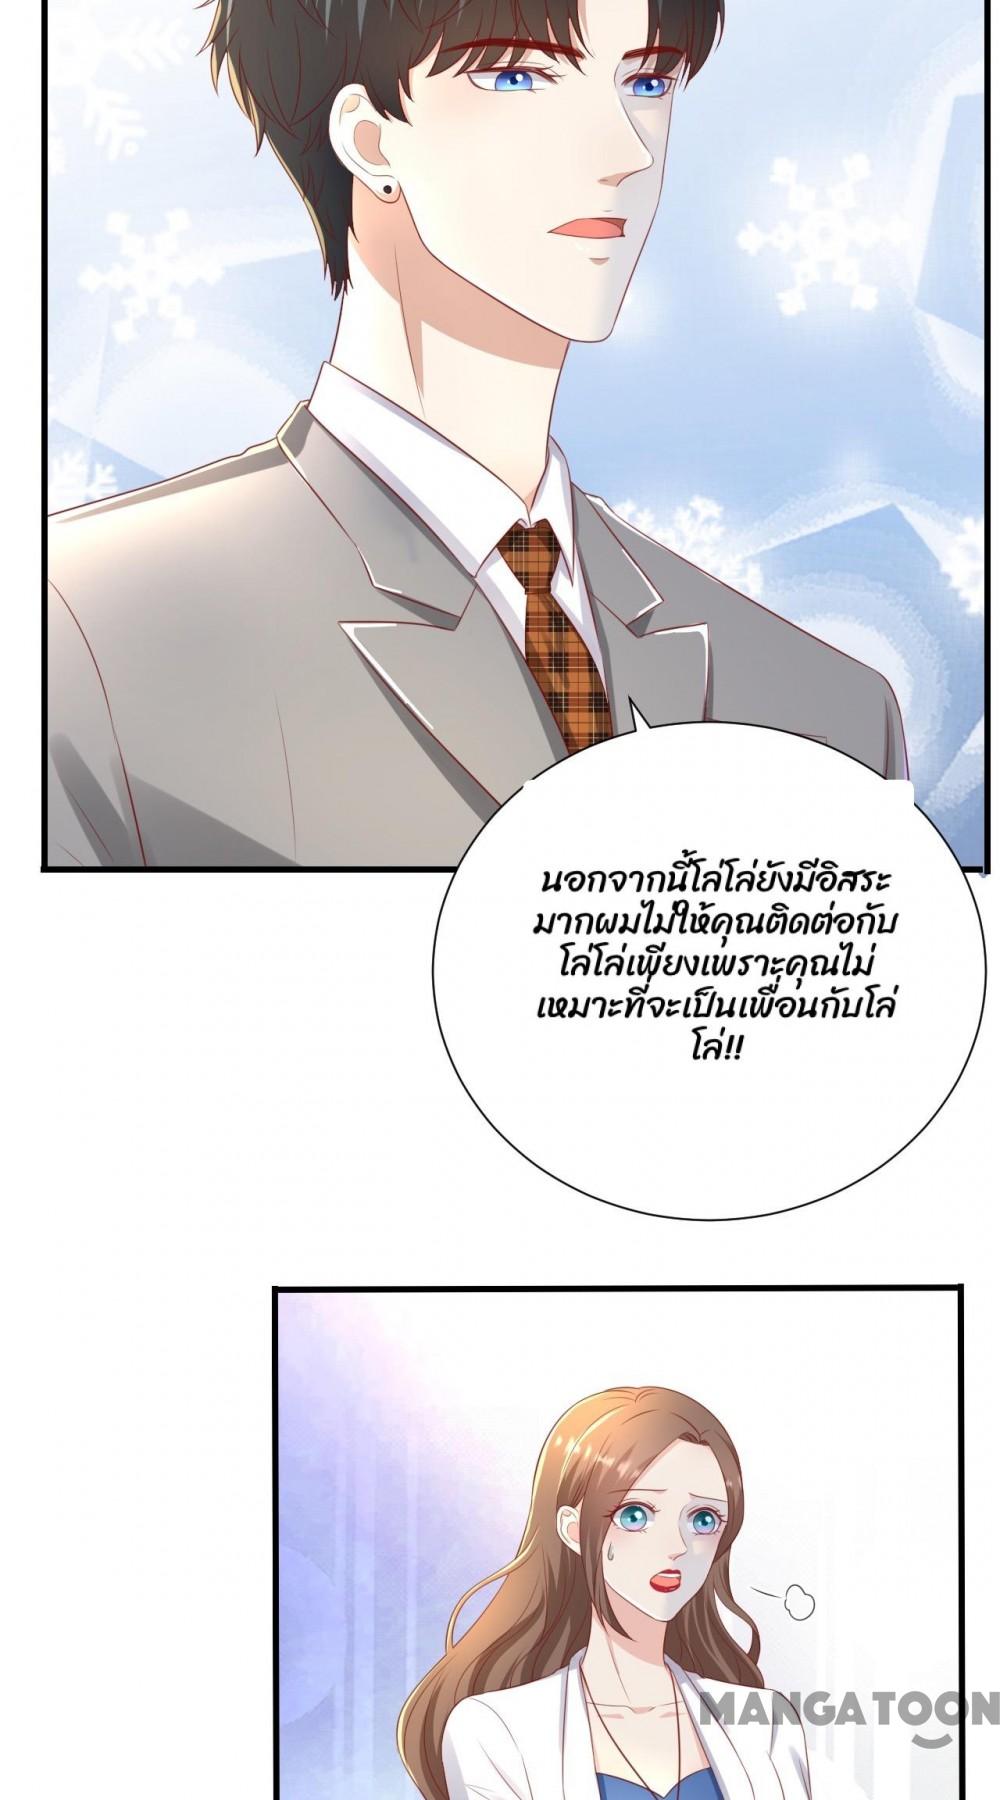 นอกจากนี้โล่โล่ยังมีอิสระ
มากผมไม่ให้คุณติดต่อกับ
โล่โล่เพียงเพราะคุณไม่
เหมาะที่จะเป็นเพื่อนกับโล่
โล่!!
MANGATOON